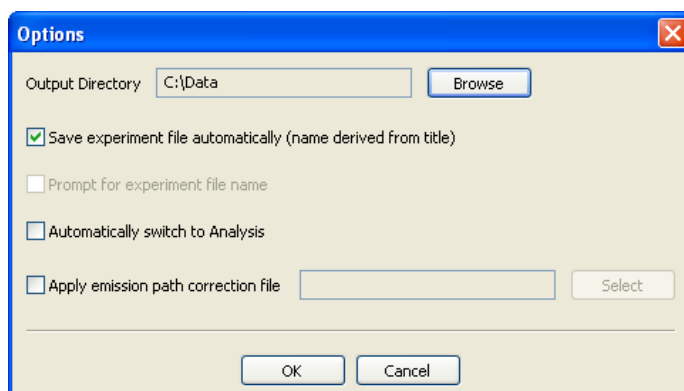 Options
Output Directory C:\Data Browse
Save experiment file automatically (name derived from title)
Prompt for experiment file name
Automatically switch to Analysis
Apply emission path correction file Select
OK Cancel